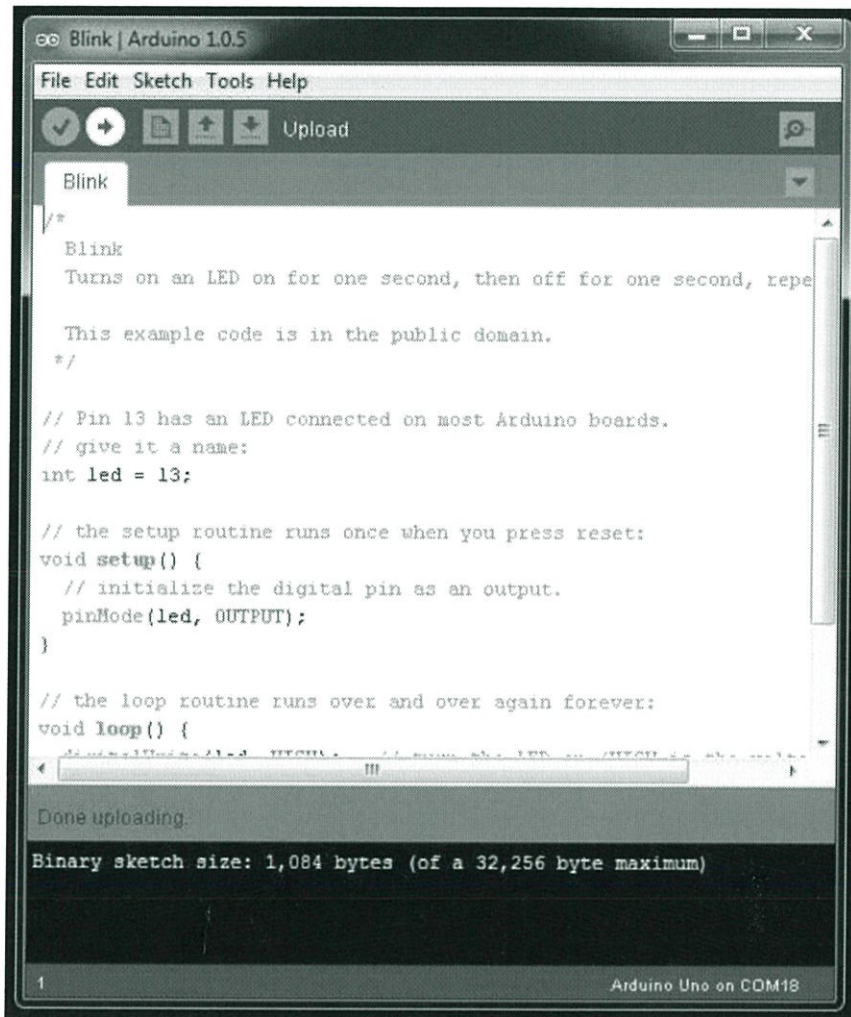 Blink | Arduino 1.0.5
File Edit Sketch Tools Help
Upload
Blink
/*
  Blink
  Turns on an LED on for one second, then off for one second, repe

  This example code is in the public domain.
 */

// Pin 13 has an LED connected on most Arduino boards.
// give it a name:
int led = 13;

// the setup routine runs once when you press reset:
void setup() {
  // initialize the digital pin as an output.
  pinMode(led, OUTPUT);
}

// the loop routine runs over and over again forever:
void loop() {
Done uploading.
Binary sketch size: 1,084 bytes (of a 32,256 byte maximum)
1
Arduino Uno on COM18